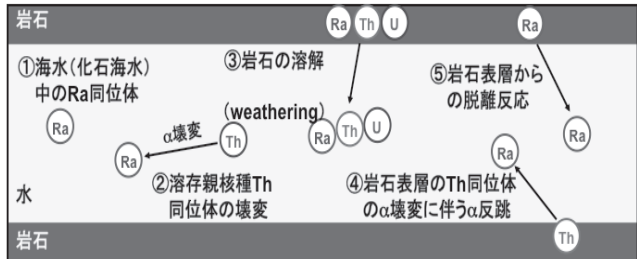 岩石
Ra Th U
Ra
①海水(化石海水)
中のRa同位体
③岩石の溶解
(weathering)
⑤岩石表層から
の脱離反応
Ra
Ra
α壊変
Th
Ra Th U
Ra
Ra
②溶存親核種Th
同位体の壊変
④岩石表層のTh同位体
のα壊変に伴うα反跳
水
岩石
Th